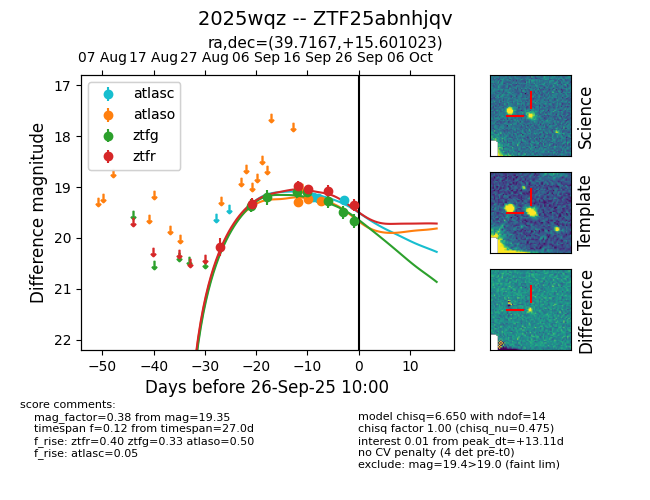 2025wqz -- ZTF25abnhjqv
ra,dec=(39.7167,+15.601023)
07 Aug 17 Aug 27 Aug 06 Sep 16 Sep 26 Sep 06 Oct
17
18
19
20
21
22
Difference magnitude
atlasc
atlaso
ztfg
ztfr
−50 −40 −30 −20 −10 0 10
Days before 26-Sep-25 10:00
Science
Template
Difference
score comments:
mag_factor=0.38 from mag=19.35
timespan f=0.12 from timespan=27.0d
f_rise: ztfr=0.40 ztfg=0.33 atlaso=0.50
f_rise: atlasc=0.05
model chisq=6.650 with ndof=14
chisq factor 1.00 (chisq_nu=0.475)
interest 0.01 from peak_dt=+13.11d
no CV penalty (4 det pre-t0)
exclude: mag=19.4>19.0 (faint lim)